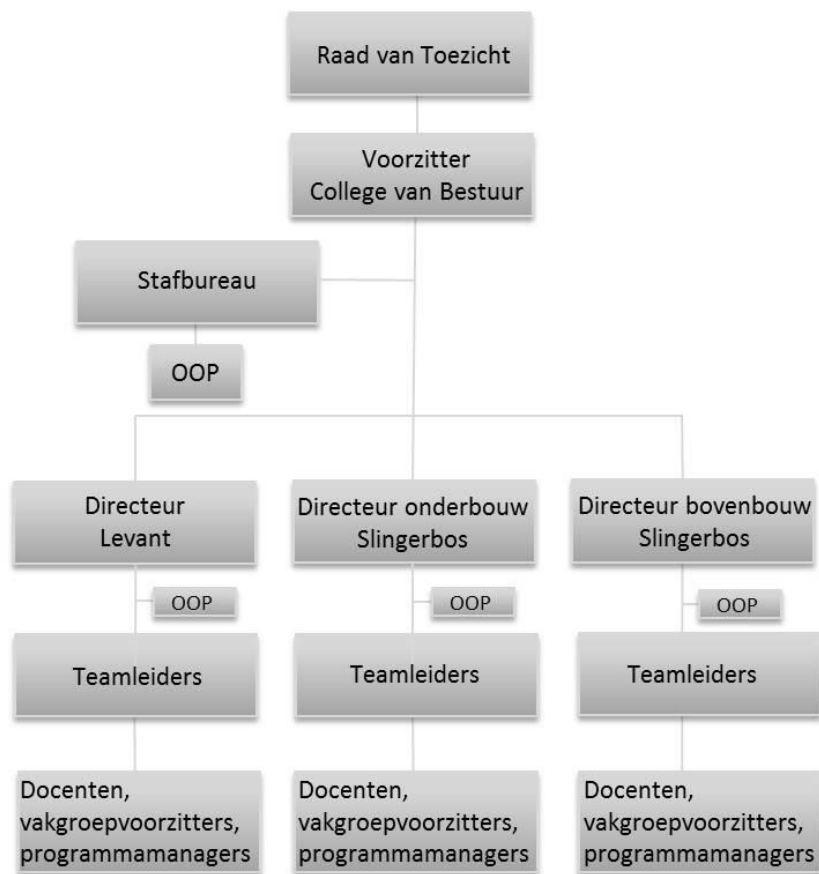 Raad van Toezicht
Voorzitter
College van Bestuur
Stafbureau
OOP
Directeur
Levant
Directeur onderbouw
Slingerbos
Directeur bovenbouw
Slingerbos
OOP
OOP
OOP
Teamleiders
Teamleiders
Teamleiders
Docenten,
vakgroepvoorzitters,
programmamanagers
Docenten,
vakgroepvoorzitters,
programmamanagers
Docenten,
vakgroepvoorzitters,
programmamanagers